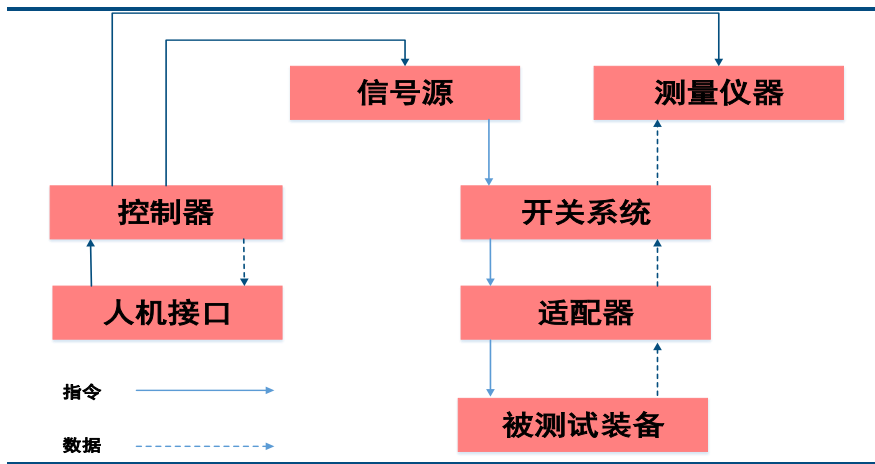 信号源
测量仪器
控制器
开关系统
人机接口
适配器
指令
被测试装备
数据